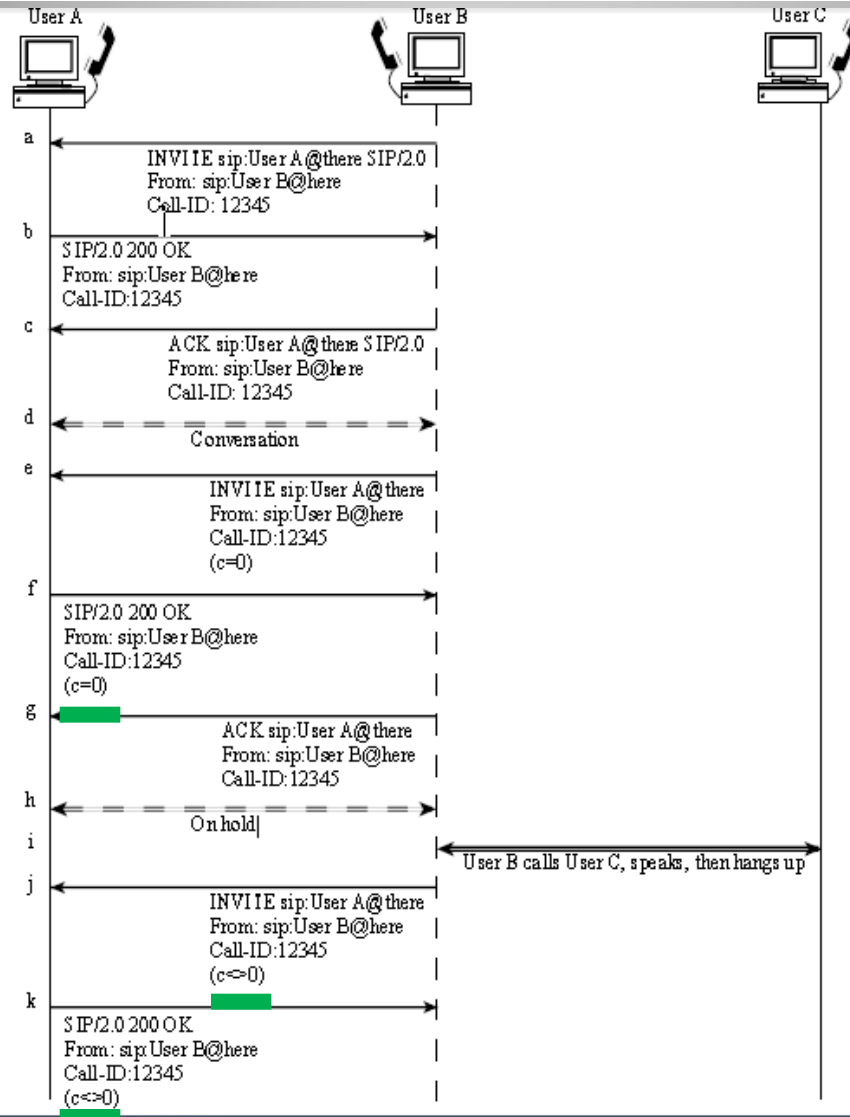 User A
User B
User C
a
INVITE sip:User A@there SIP/2.0
From: sip:User B@here
Call-ID: 12345
b
SIP/2.0 200 OK
From: sip:User B@here
Call-ID:12345
c
ACK sip:User A@there SIP/2.0
From: sip:User B@here
Call-ID: 12345
d
Conversation
e
INVITE sip:User A@there
From: sip:User B@here
Call-ID:12345
(c=0)
f
SIP/2.0 200 OK
From: sip:User B@here
Call-ID:12345
(c=0)
g
ACK sip:User A@there
From: sip:User B@here
Call-ID:12345
h
On hold
i
User B calls User C, speaks, then hangs up
j
INVITE sip:User A@there
From: sip:User B@here
Call-ID:12345
(c<>0)
k
SIP/2.0 200 OK
From: sip:User B@here
Call-ID:12345
(c<>0)